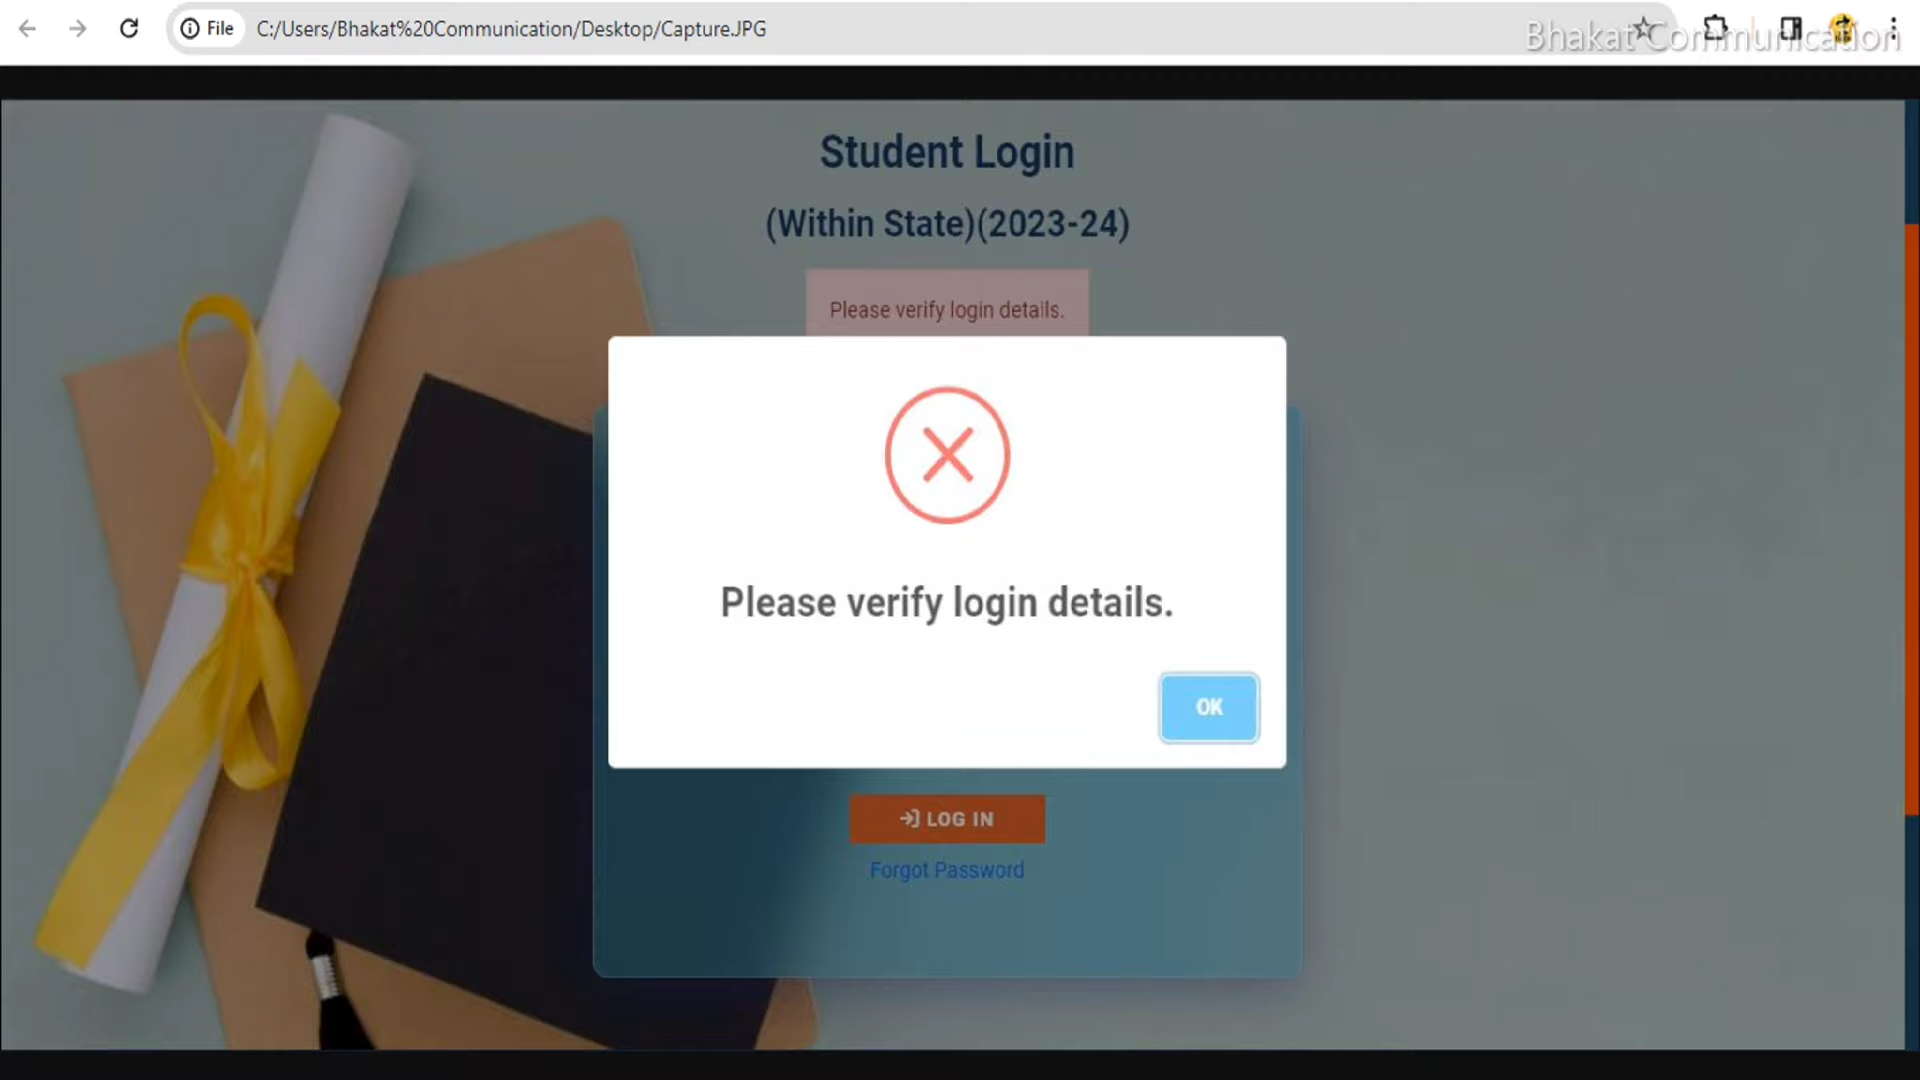 File
C:/Users/Bhakat%20Communication/Desktop/Capture.JPG
Bhakat Communication
Student Login
(Within State)(2023-24)
Please verify login details.
Please verify login details.
OK
LOG IN
Forgot Password